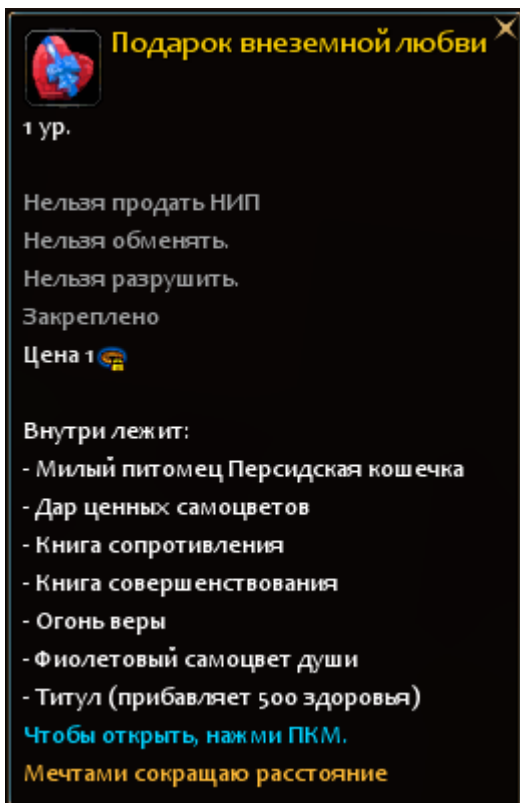 Подарок внеземной любви
1 ур.
Нельзя продать НИП
Нельзя обменять.
Нельзя разрушить.
Закреплено
Цена 1
Внутри лежит:
- Милый питомец Персидская кошечка
- Дар ценных самоцветов
- Книга сопротивления
- Книга совершенствования
- Огонь веры
- Фиолетовый самоцвет души
- Титул (прибавляет 500 здоровья)
Чтобы открыть, нажми ПКМ.
Мечтами сокращаю расстояние